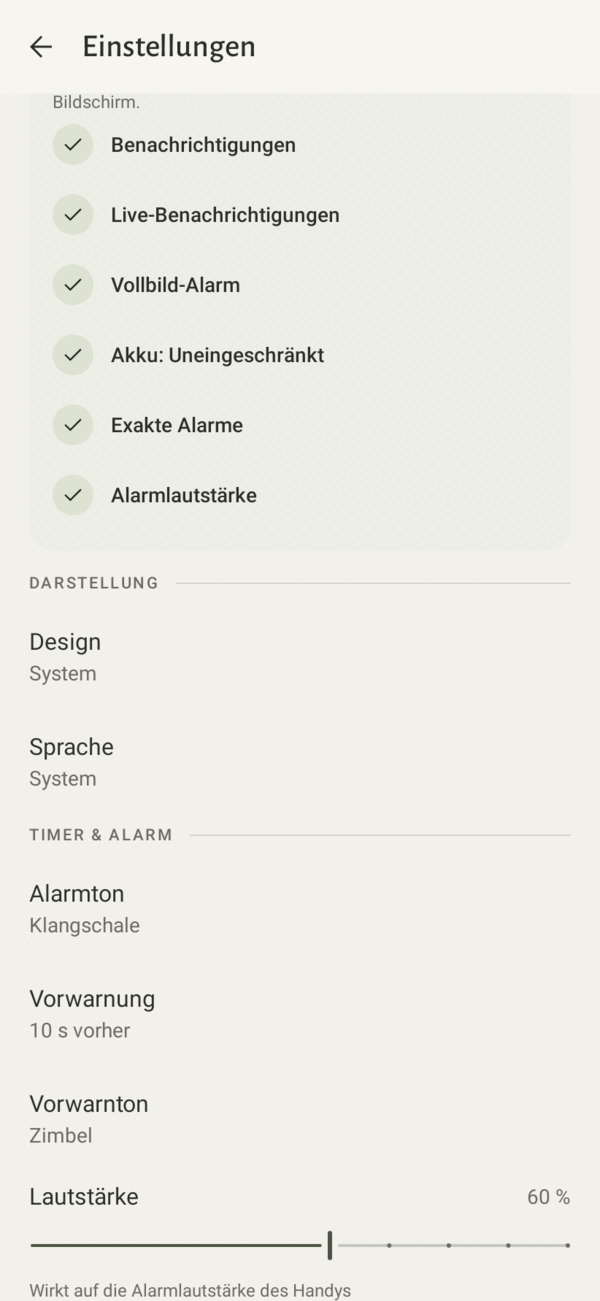 Einstellungen
Bildschirm.
Benachrichtigungen
Live-Benachrichtigungen
Vollbild-Alarm
Akku: Uneingeschränkt
Exakte Alarme
Alarmlautstärke
DARSTELLUNG
Design
System
Sprache
System
TIMER & ALARM
Alarmton
Klangschale
Vorwarnung
10 s vorher
Vorwarnton
Zimbel
Lautstärke 60 %
Wirkt auf die Alarmlautstärke des Handys